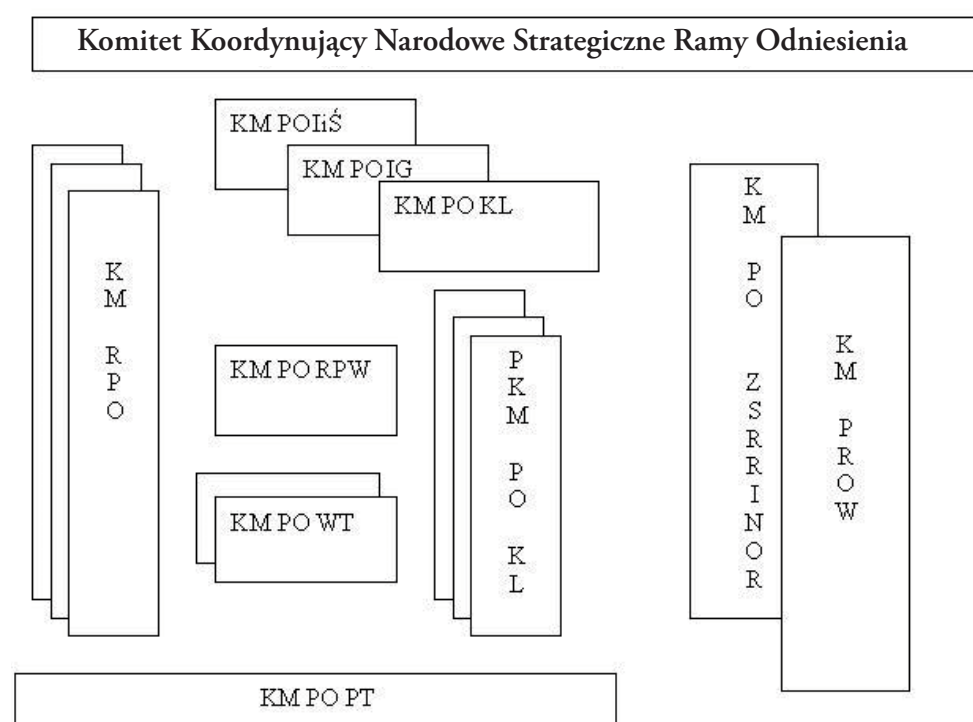 Komitet Koordynujący Narodowe Strategiczne Ramy Odniesienia
KM POIiŚ
KM POIG
KM PO KL
KM RPO
KM PO RPW
KM PO WT
PKM PO KL
KM PO ZSRRINOR
KM PROW
KM PO PT